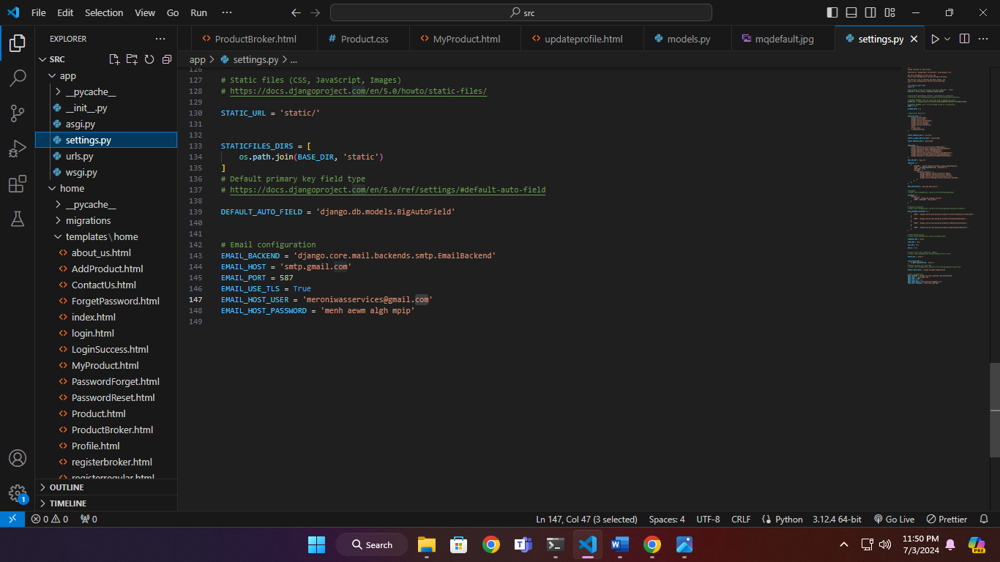 File Edit Selection View Go Run ··· src
EXPLORER ···
SRC
app
__pycache__
__init__.py
asgi.py
settings.py
urls.py
wsgi.py
home
__pycache__
migrations
templates\home
about_us.html
AddProduct.html
ContactUs.html
ForgetPassword.html
index.html
login.html
LoginSuccess.html
MyProduct.html
PasswordForget.html
PasswordReset.html
Product.html
ProductBroker.html
Profile.html
registerbroker.html
registerregular.html
OUTLINE
TIMELINE
ProductBroker.html Product.css MyProduct.html updateprofile.html models.py mqdefault.jpg settings.py
app > settings.py > ...
126
127 # Static files (CSS, JavaScript, Images)
128 # https://docs.djangoproject.com/en/5.0/howto/static-files/
129
130 STATIC_URL = 'static/'
131
132
133 STATICFILES_DIRS = [
134 os.path.join(BASE_DIR, 'static')
135 ]
136 # Default primary key field type
137 # https://docs.djangoproject.com/en/5.0/ref/settings/#default-auto-field
138
139 DEFAULT_AUTO_FIELD = 'django.db.models.BigAutoField'
140
141
142 # Email configuration
143 EMAIL_BACKEND = 'django.core.mail.backends.smtp.EmailBackend'
144 EMAIL_HOST = 'smtp.gmail.com'
145 EMAIL_PORT = 587
146 EMAIL_USE_TLS = True
147 EMAIL_HOST_USER = 'meroniwasservices@gmail.com'
148 EMAIL_HOST_PASSWORD = 'menh aewm algh mpip'
149
1
0 0 0 Ln 147, Col 47 (3 selected) Spaces: 4 UTF-8 CRLF Python 3.12.4 64-bit Go Live Prettier
Search
11:50 PM
7/3/2024
PRE